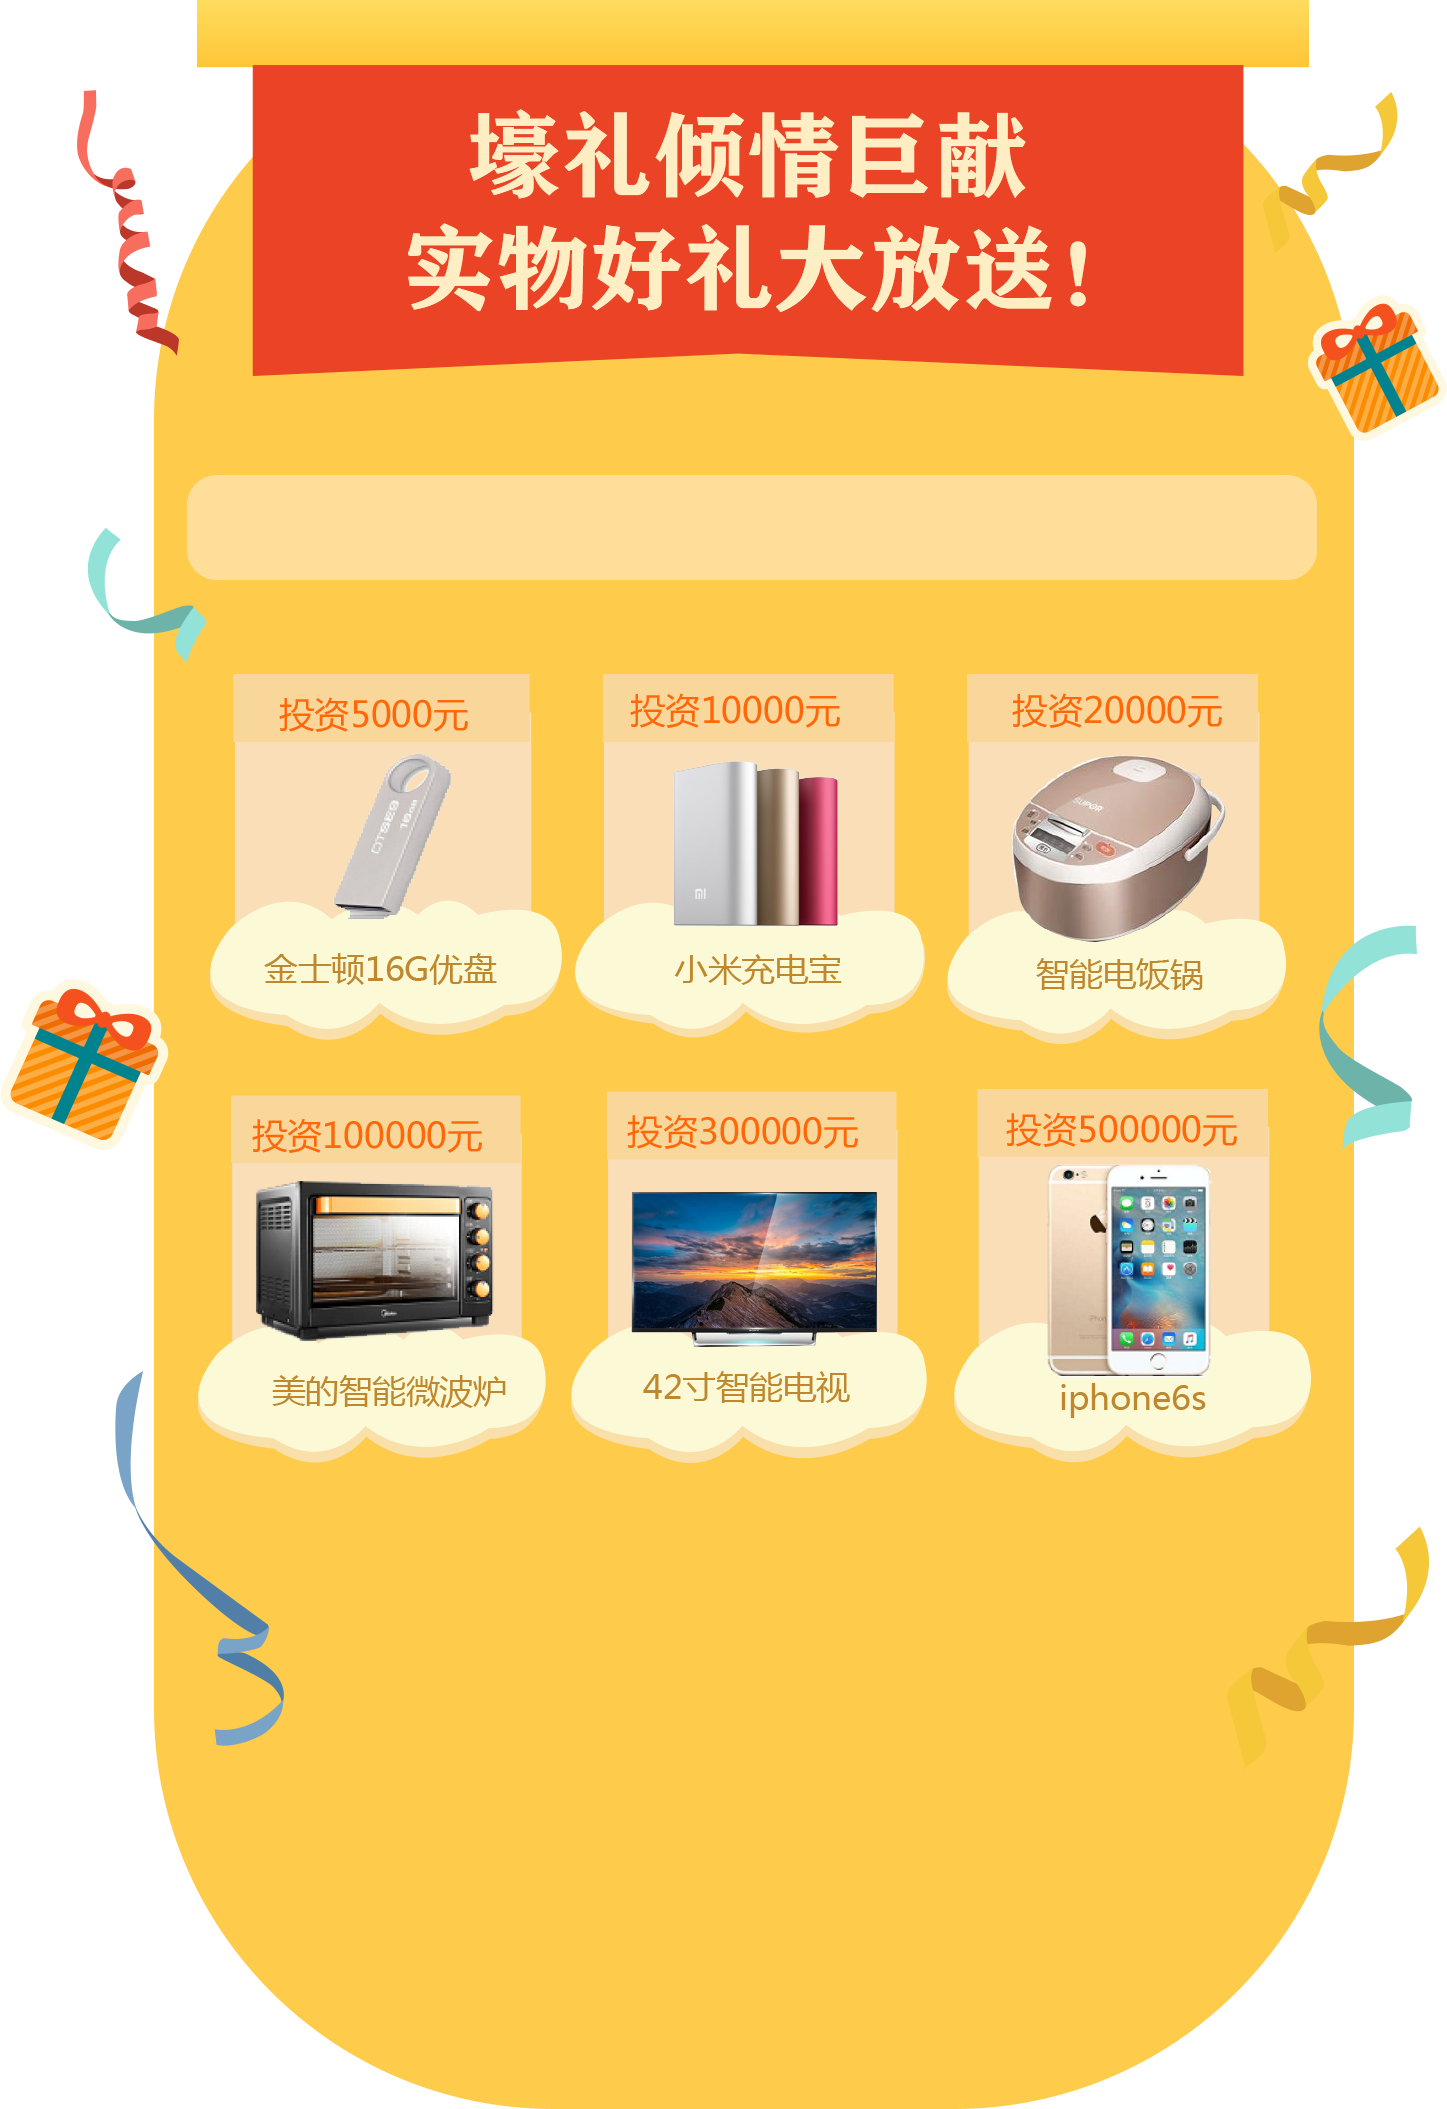 壕礼倾情巨献
实物好礼大放送!
投资5000元
投资10000元
投资20000元
16GB
SUPOR
MI
金士顿16G优盘
小米充电宝
智能电饭锅
投资100000元
投资300000元
投资500000元
Midea
iPhone
美的智能微波炉
42寸智能电视
iphone6s